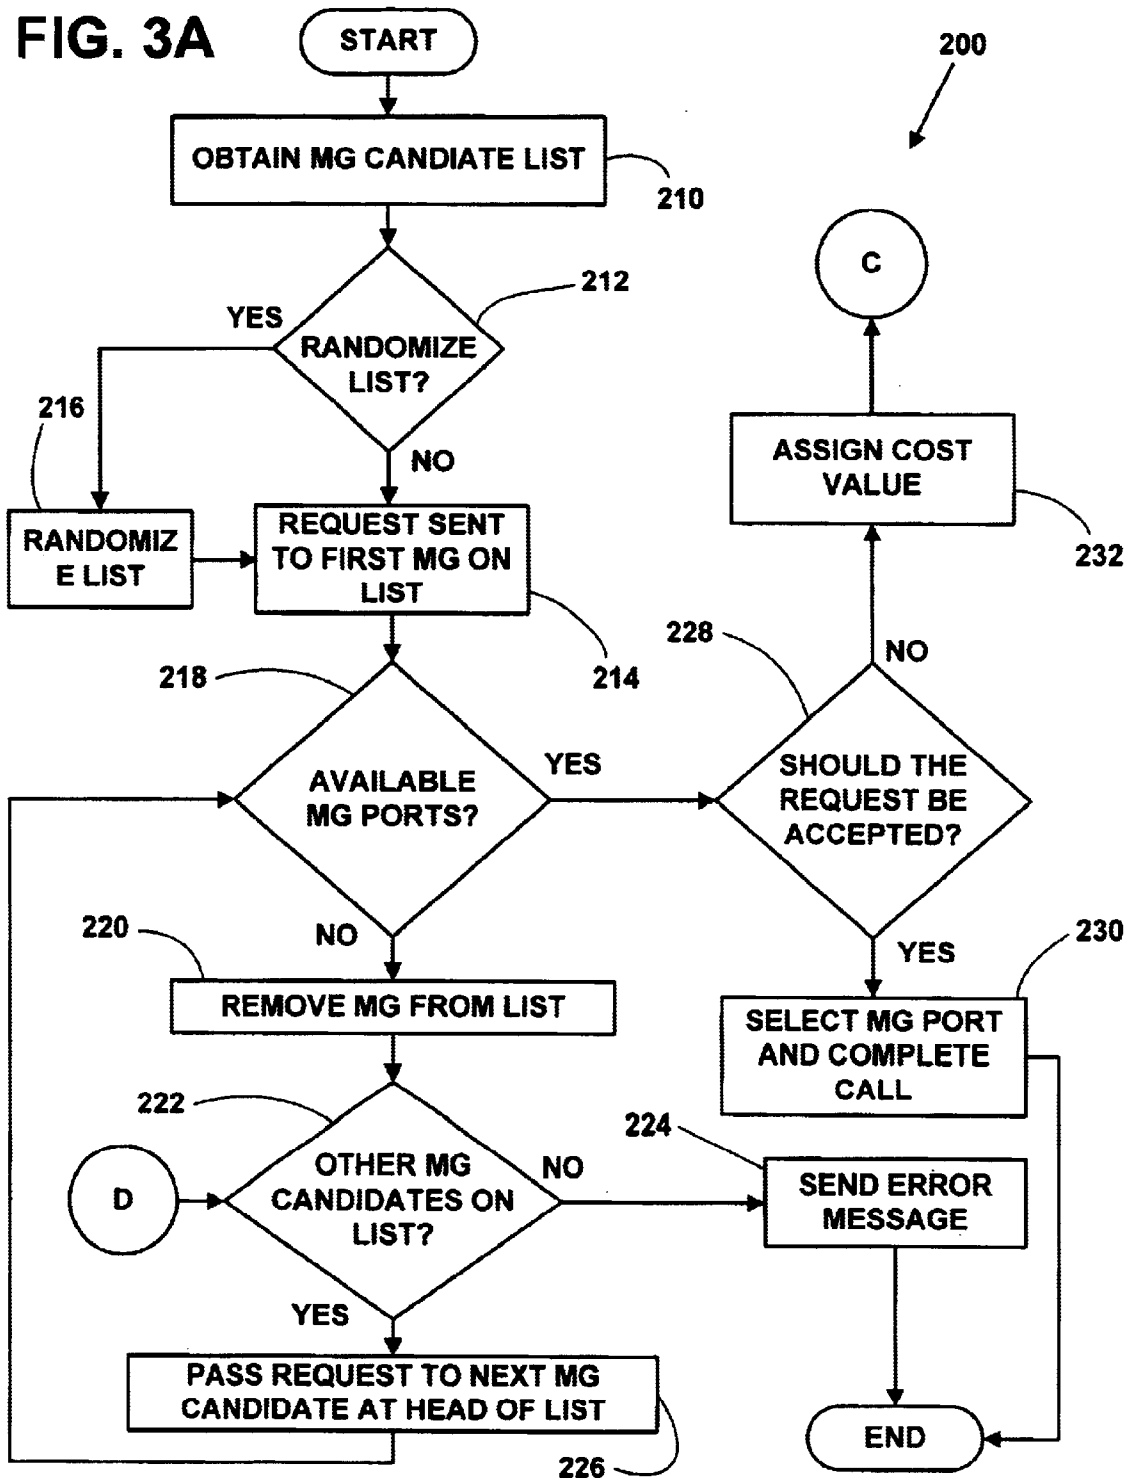 FIG. 3A
START
200
OBTAIN MG CANDIATE LIST
210
C
212
YES
RANDOMIZE
LIST?
216
NO
ASSIGN COST
VALUE
232
RANDOMIZ
E LIST
REQUEST SENT
TO FIRST MG ON
LIST
214
228
NO
218
AVAILABLE
MG PORTS?
YES
SHOULD THE
REQUEST BE
ACCEPTED?
220
NO
YES
230
REMOVE MG FROM LIST
SELECT MG PORT
AND COMPLETE
CALL
222
224
D
OTHER MG
CANDIDATES ON
LIST?
NO
SEND ERROR
MESSAGE
YES
PASS REQUEST TO NEXT MG
CANDIDATE AT HEAD OF LIST
226
END